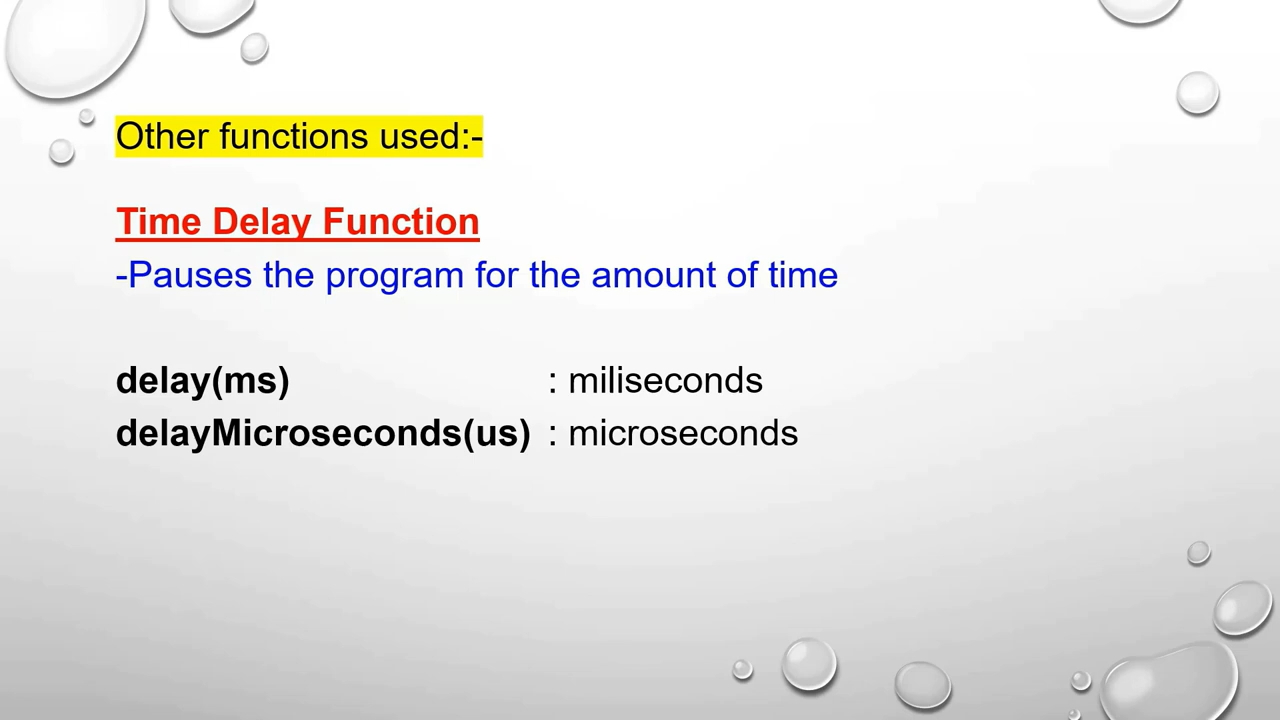 Other functions used:-
Time Delay Function
-Pauses the program for the amount of time
delay(ms) : miliseconds
delayMicroseconds(us) : microseconds